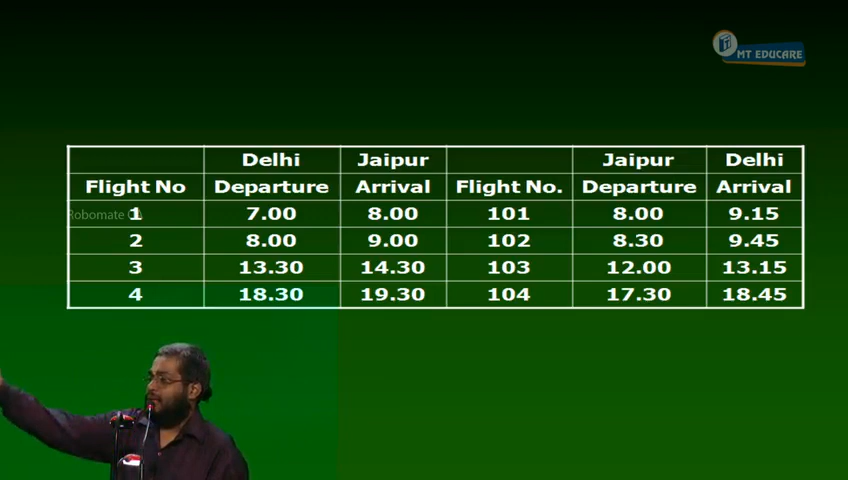 MT EDUCARE
Delhi Jaipur Jaipur Delhi
Flight No Departure Arrival Flight No. Departure Arrival
1 7.00 8.00 101 8.00 9.15
Robomate
2 8.00 9.00 102 8.30 9.45
3 13.30 14.30 103 12.00 13.15
4 18.30 19.30 104 17.30 18.45